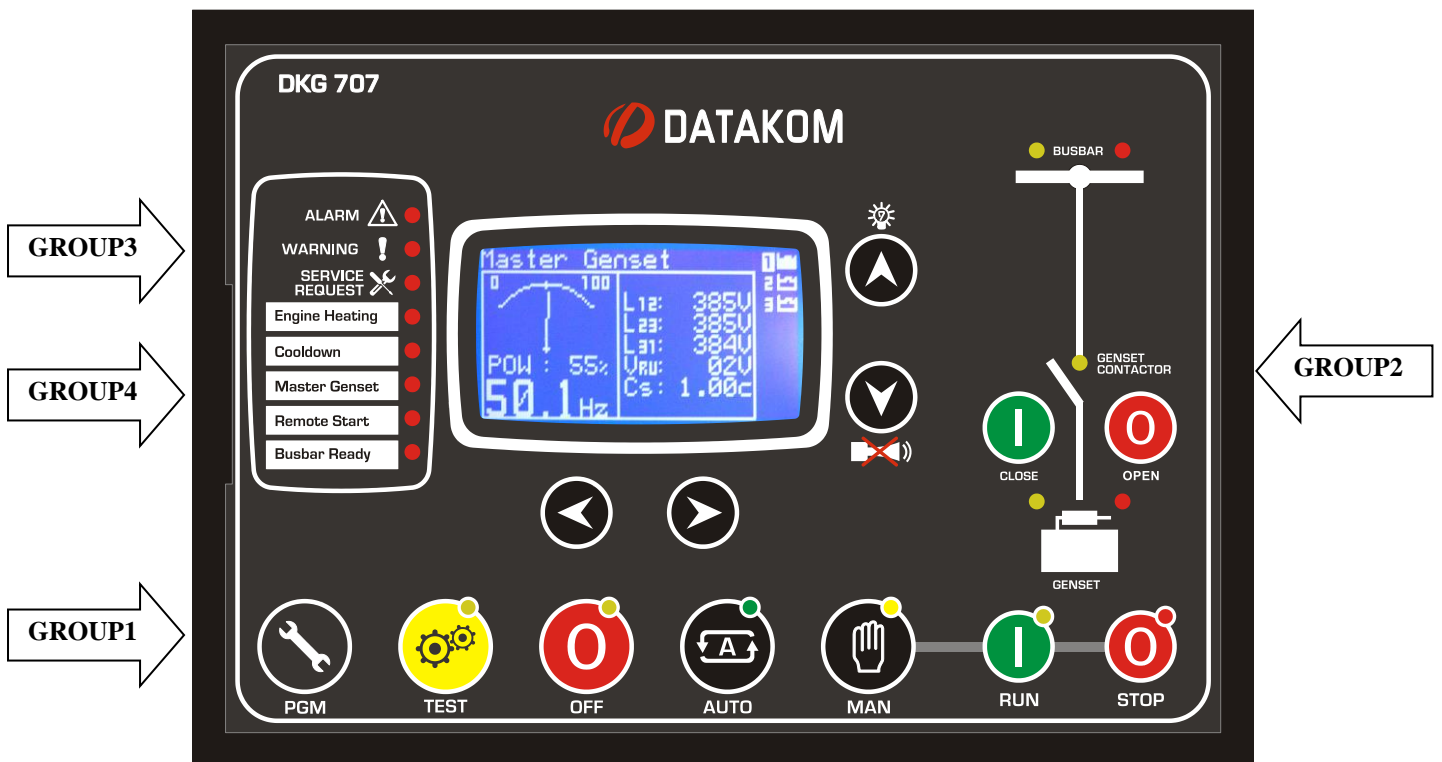 DKG 707
DATAKOM
BUSBAR
ALARM
WARNING
SERVICE
REQUEST
Engine Heating
Cooldown
Master Genset
Remote Start
Busbar Ready
GROUP3
GROUP4
GROUP1
Master Genset
0 100
POW : 55%
50.1Hz
L12: 385V
L23: 385V
L31: 384V
VRU: 02V
Cs: 1.00c
1
2
3
GENSET
CONTACTOR
GROUP2
I
CLOSE
O
OPEN
GENSET
PGM
TEST
O
OFF
A
AUTO
MAN
I
RUN
O
STOP